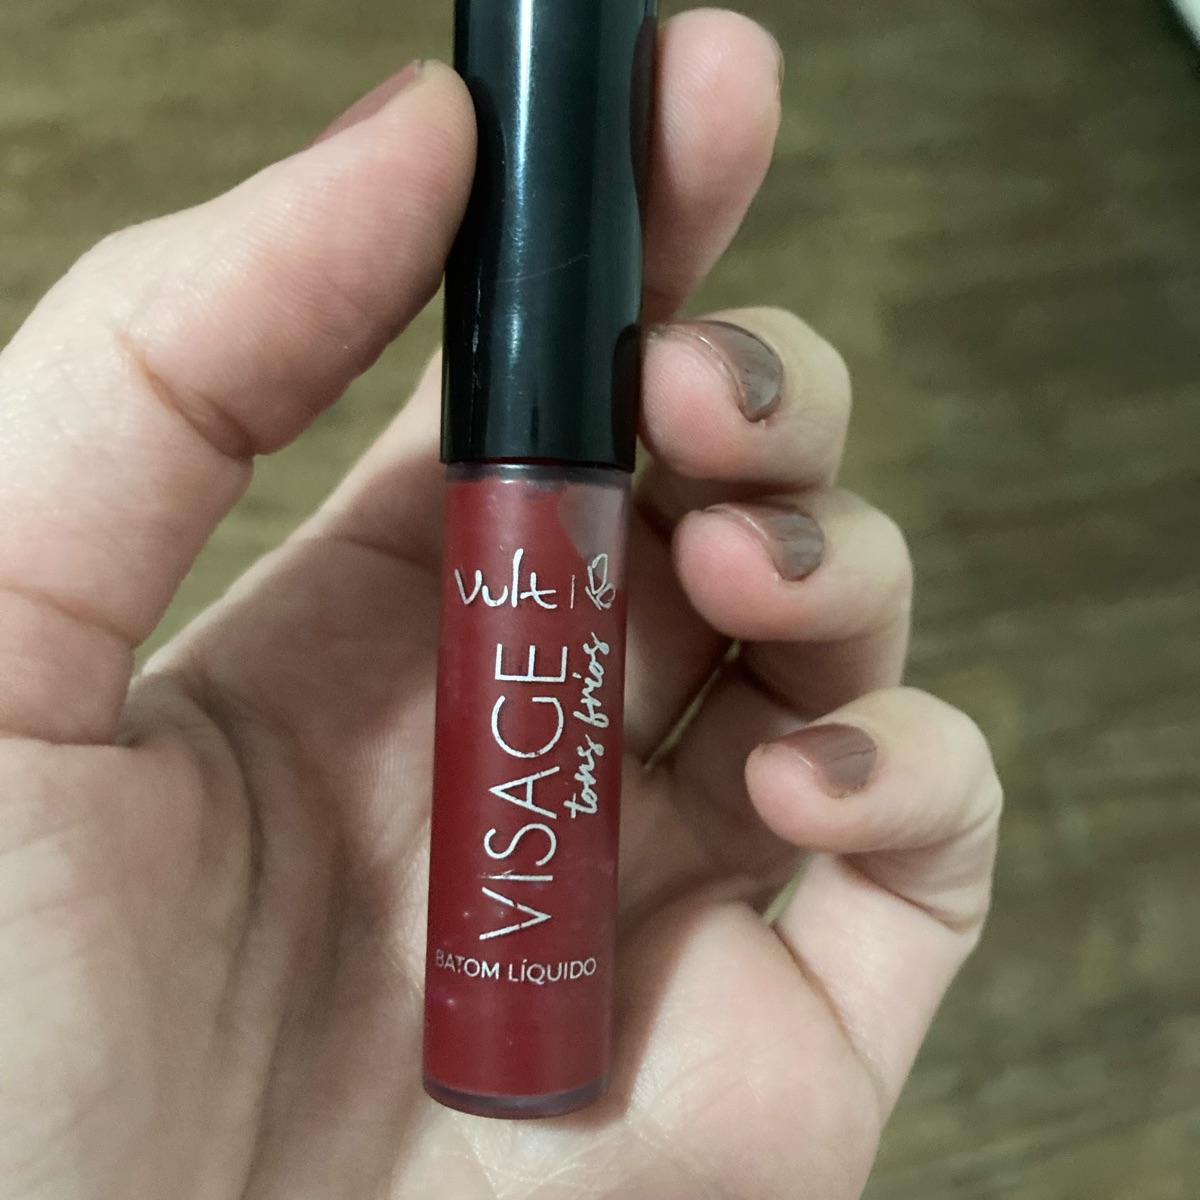 Vult
VISAGE
tons frios
BATOM LÍQUIDO